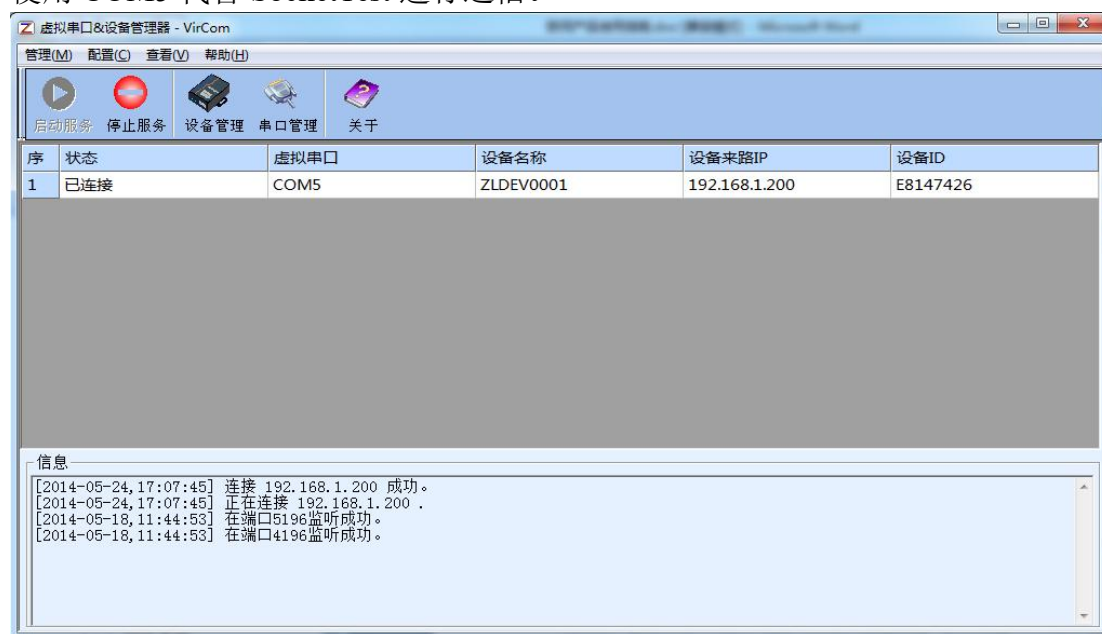 虚拟串口&设备管理器 - VirCom
管理(M) 配置(C) 查看(V) 帮助(H)
启动服务 停止服务 设备管理 串口管理 关于
序 状态 虚拟串口 设备名称 设备来路IP 设备ID
1 已连接 COM5 ZLDEV0001 192.168.1.200 E8147426
信息
[2014-05-24,17:07:45] 连接 192.168.1.200 成功。
[2014-05-24,17:07:45] 正在连接 192.168.1.200 .
[2014-05-18,11:44:53] 在端口5196监听成功。
[2014-05-18,11:44:53] 在端口4196监听成功。